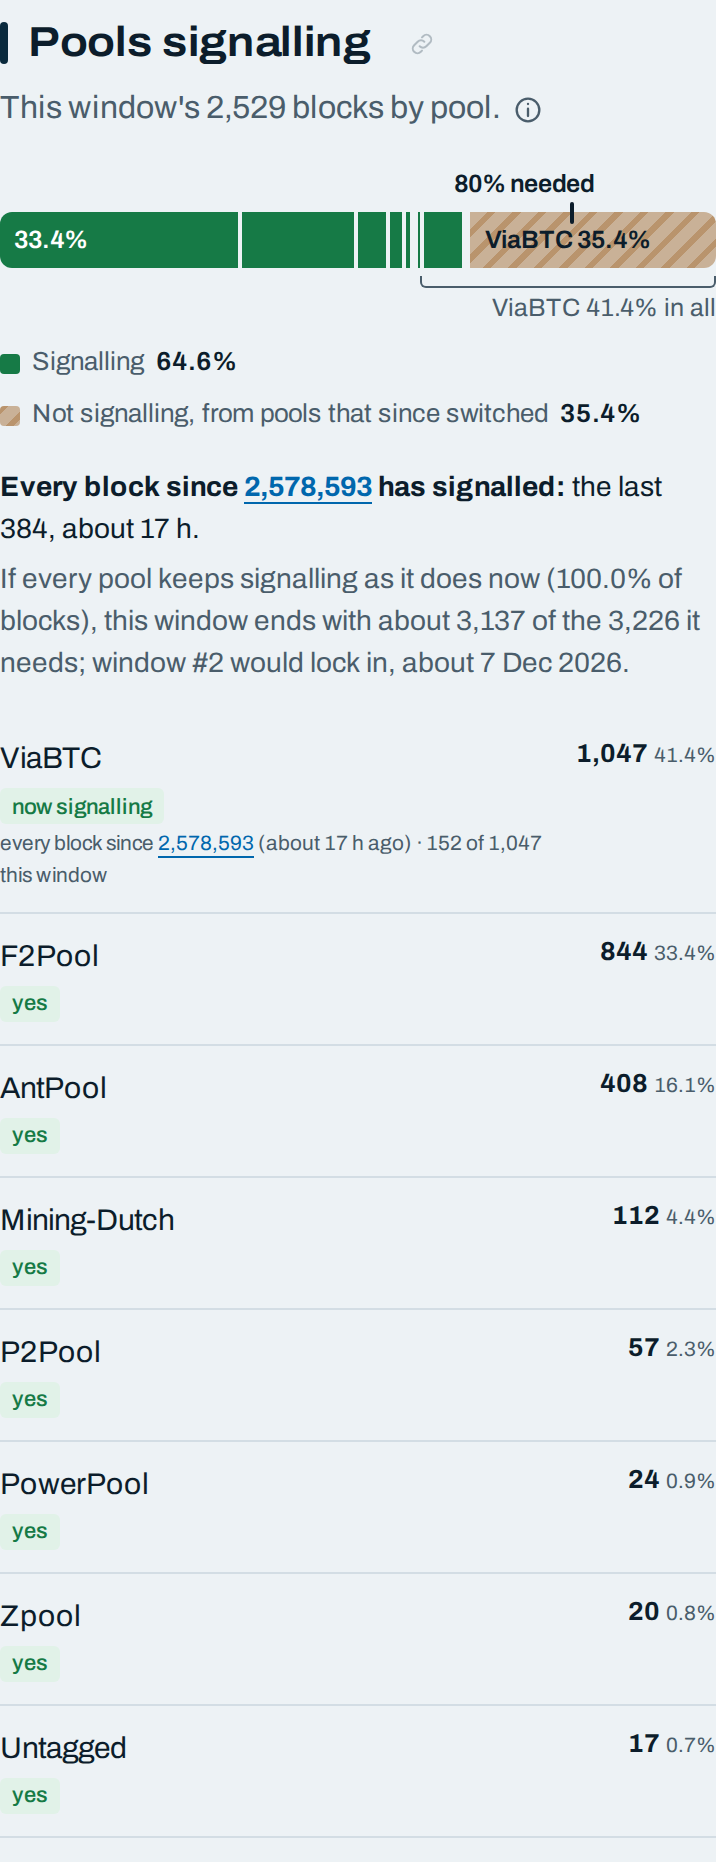 Pools signalling
This window's 2,529 blocks by pool.
80% needed
33.4%
ViaBTC 35.4%
ViaBTC 41.4% in all
Signalling 64.6%
Not signalling, from pools that since switched 35.4%
Every block since 2,578,593 has signalled: the last
384, about 17 h.
If every pool keeps signalling as it does now (100.0% of
blocks), this window ends with about 3,137 of the 3,226 it
needs; window #2 would lock in, about 7 Dec 2026.
ViaBTC 1,047 41.4%
now signalling
every block since 2,578,593 (about 17 h ago) · 152 of 1,047
this window
F2Pool 844 33.4%
yes
AntPool 408 16.1%
yes
Mining-Dutch 112 4.4%
yes
P2Pool 57 2.3%
yes
PowerPool 24 0.9%
yes
Zpool 20 0.8%
yes
Untagged 17 0.7%
yes